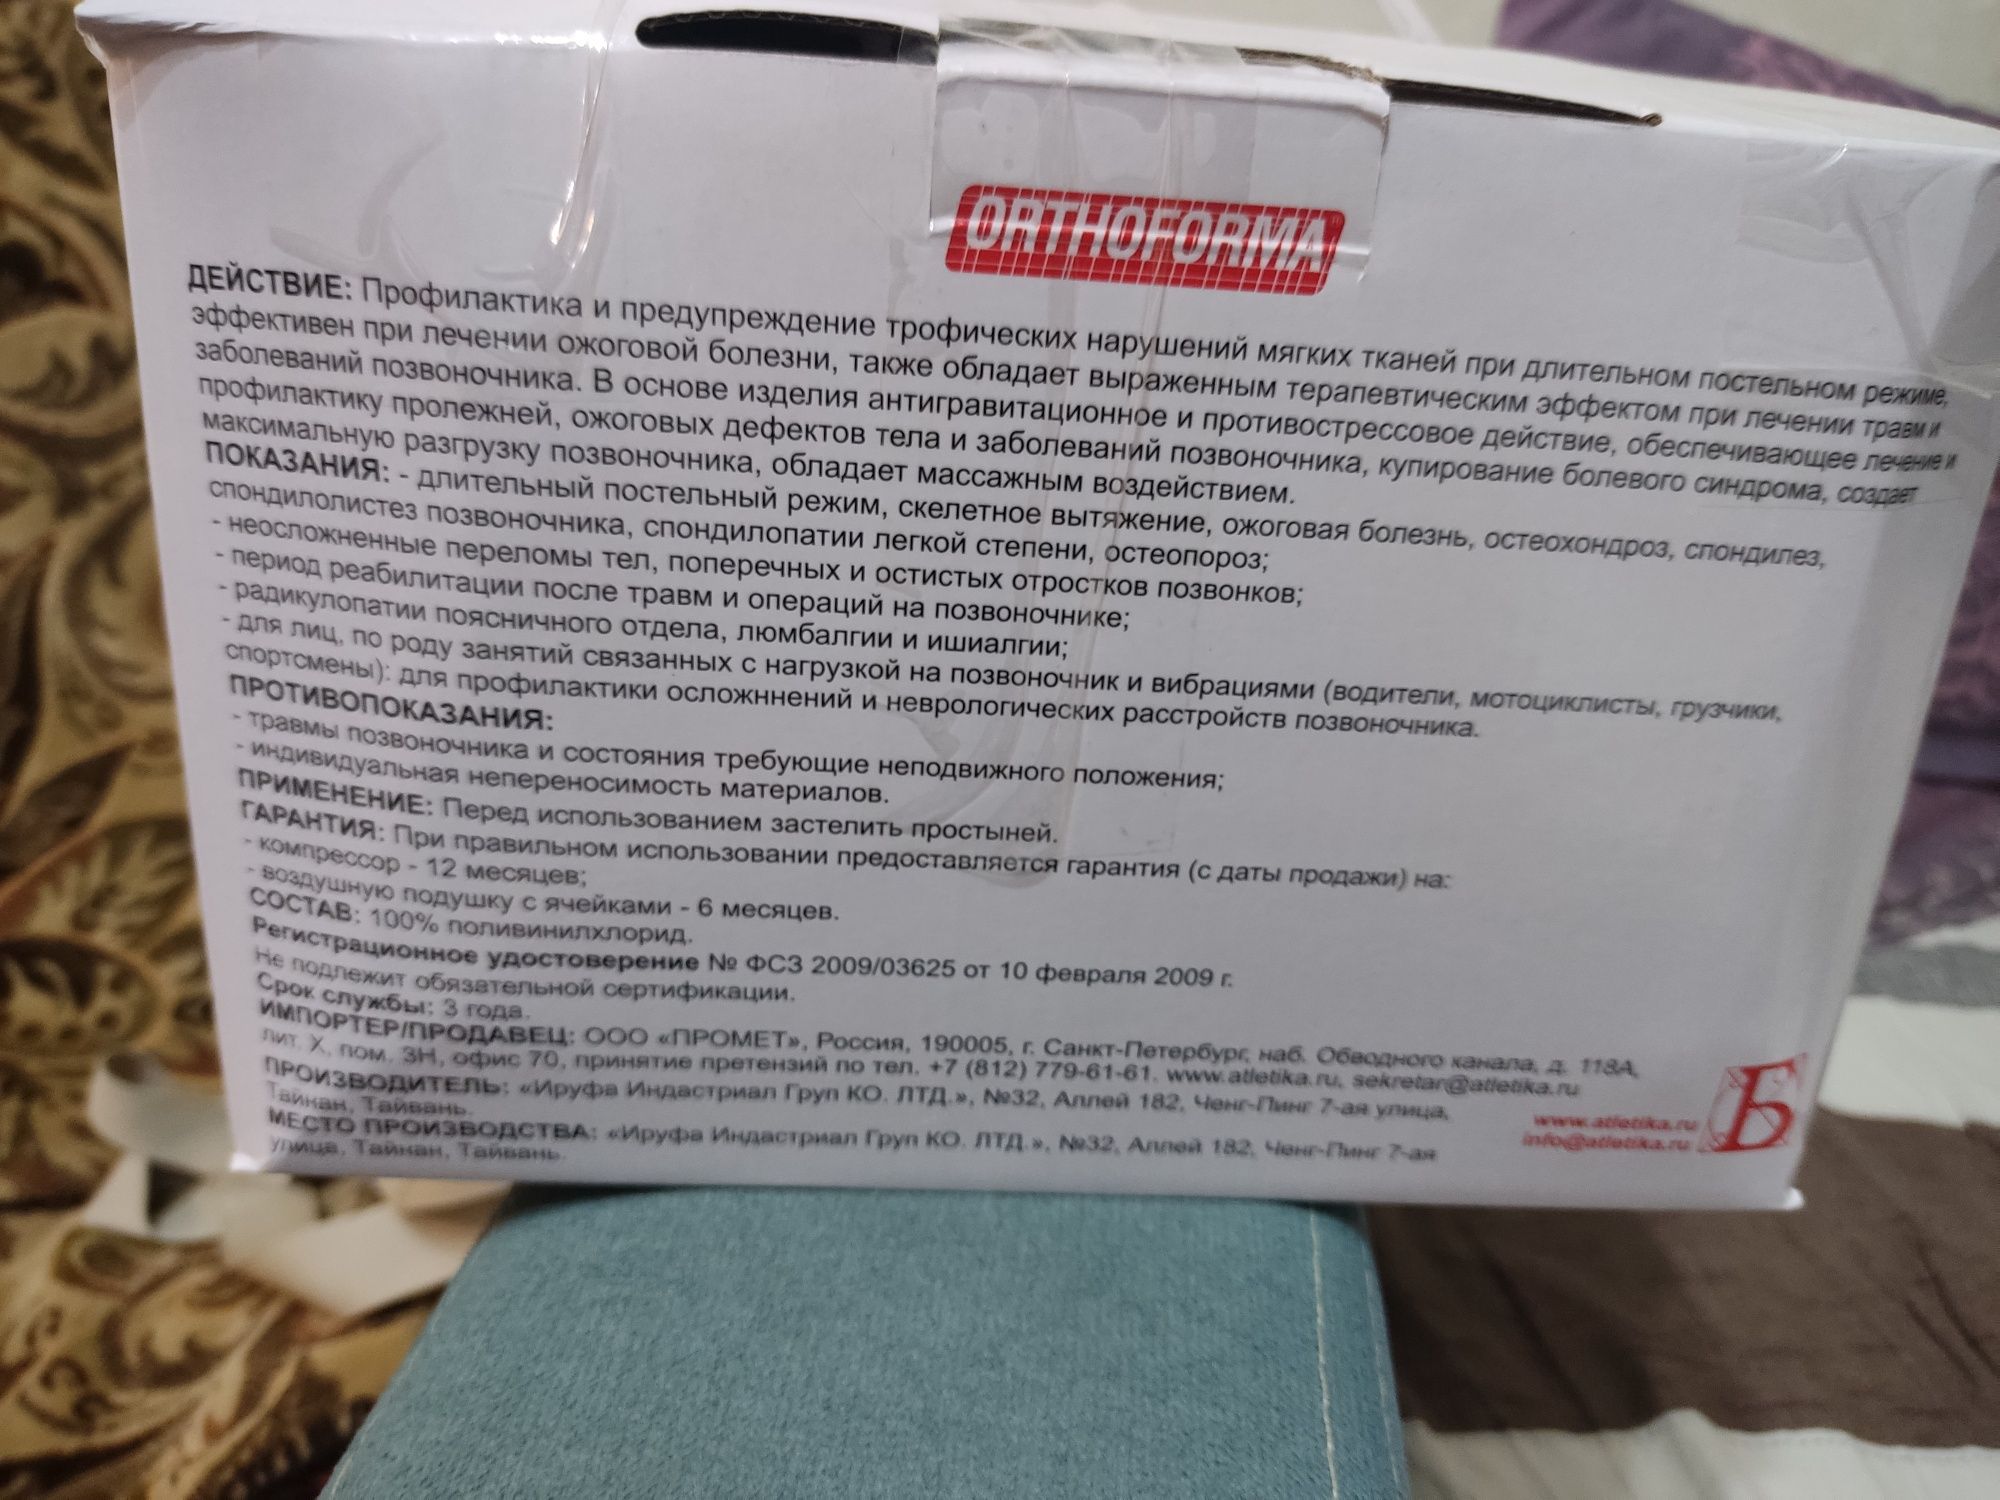 ORTHOFORMA
ДЕЙСТВИЕ: Профилактика и предупреждение трофических нарушений мягких тканей при длительном постельном режиме,
эффективен при лечении ожоговой болезни, также обладает выраженным терапевтическим эффектом при лечении травм и
заболеваний позвоночника. В основе изделия антигравитационное и противострессовое действие, обеспечивающее лечение и
профилактику пролежней, ожоговых дефектов тела и заболеваний позвоночника, купирование болевого синдрома, создает
максимальную разгрузку позвоночника, обладает массажным воздействием.
ПОКАЗАНИЯ: - длительный постельный режим, скелетное вытяжение, ожоговая болезнь, остеохондроз, спондилез,
спондилолистез позвоночника, спондилопатии легкой степени, остеопороз;
- неосложненные переломы тел, поперечных и остистых отростков позвонков;
- период реабилитации после травм и операций на позвоночнике;
- радикулопатии поясничного отдела, люмбалгии и ишиалгии;
- для лиц, по роду занятий связанных с нагрузкой на позвоночник и вибрациями (водители, мотоциклисты, грузчики,
спортсмены): для профилактики осложннений и неврологических расстройств позвоночника.
ПРОТИВОПОКАЗАНИЯ:
- травмы позвоночника и состояния требующие неподвижного положения;
- индивидуальная непереносимость материалов.
ПРИМЕНЕНИЕ: Перед использованием застелить простыней.
ГАРАНТИЯ: При правильном использовании предоставляется гарантия (с даты продажи) на:
- компрессор - 12 месяцев;
- воздушную подушку с ячейками - 6 месяцев.
СОСТАВ: 100% поливинилхлорид.
Регистрационное удостоверение № ФСЗ 2009/03625 от 10 февраля 2009 г.
Не подлежит обязательной сертификации.
Срок службы: 3 года.
ИМПОРТЕР/ПРОДАВЕЦ: ООО «ПРОМЕТ», Россия, 190005, г. Санкт-Петербург, наб. Обводного канала, д. 118А,
лит. Х, пом. 3Н, офис 70, принятие претензий по тел. +7 (812) 779-61-61. www.atletika.ru, sekretar@atletika.ru
ПРОИЗВОДИТЕЛЬ: «Ируфа Индастриал Груп КО. ЛТД.», №32, Аллей 182, Ченг-Пинг 7-ая улица,
Тайнан, Тайвань.
МЕСТО ПРОИЗВОДСТВА: «Ируфа Индастриал Груп КО. ЛТД.», №32, Аллей 182, Ченг-Пинг 7-ая
улица, Тайнан, Тайвань.
www.atletika.ru
info@atletika.ru
Б